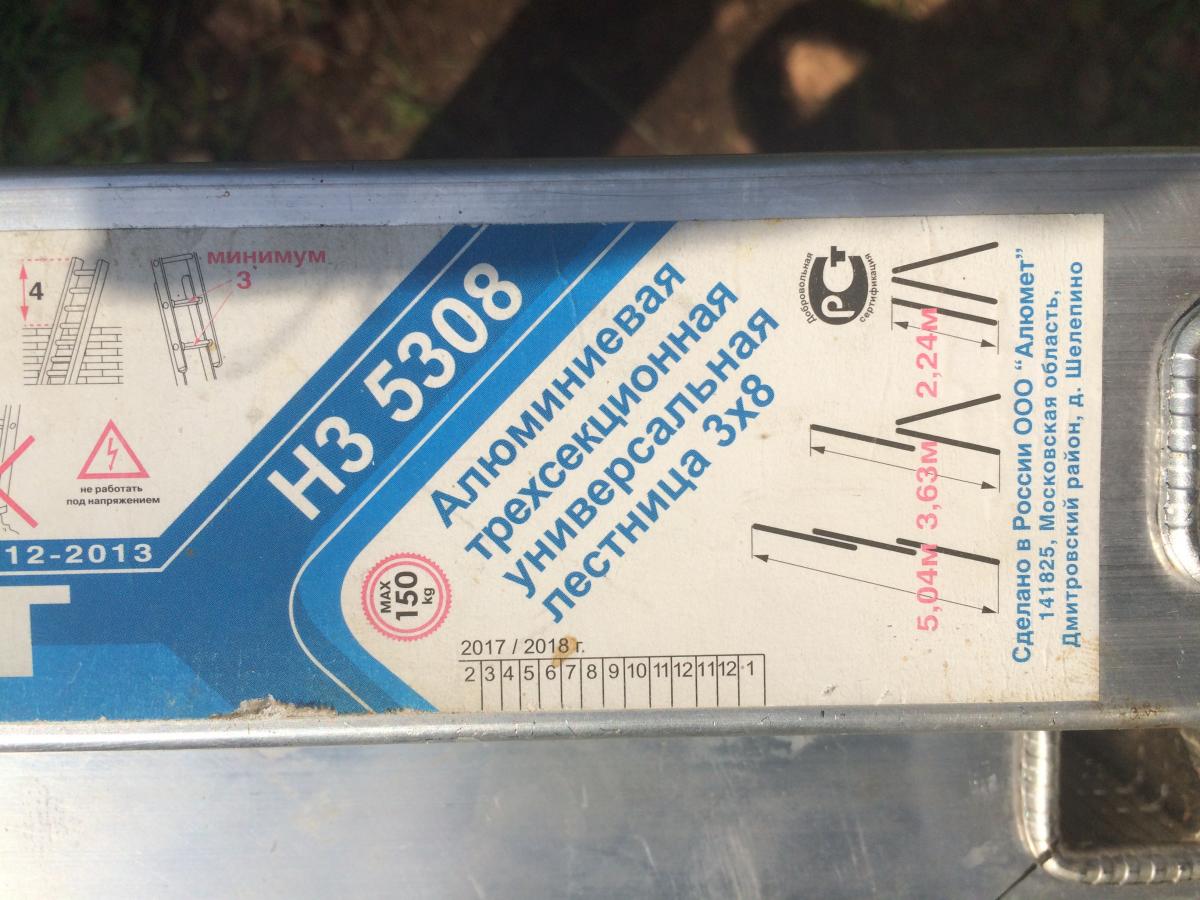 4
минимум
3
не работать
под напряжением
12-2013
Т
Н3 5308
Алюминиевая
трехсекционная
универсальная
лестница 3х8
MAX
150
kg
2017 / 2018 г.
2 3 4 5 6 7 8 9 10 11 12 11 12 1
Добровольная
РСТ
сертификация
2,24м
3,63м
5,04м
Сделано в России ООО “Алюмет”
141825, Московская область,
Дмитровский район, д. Шелепино